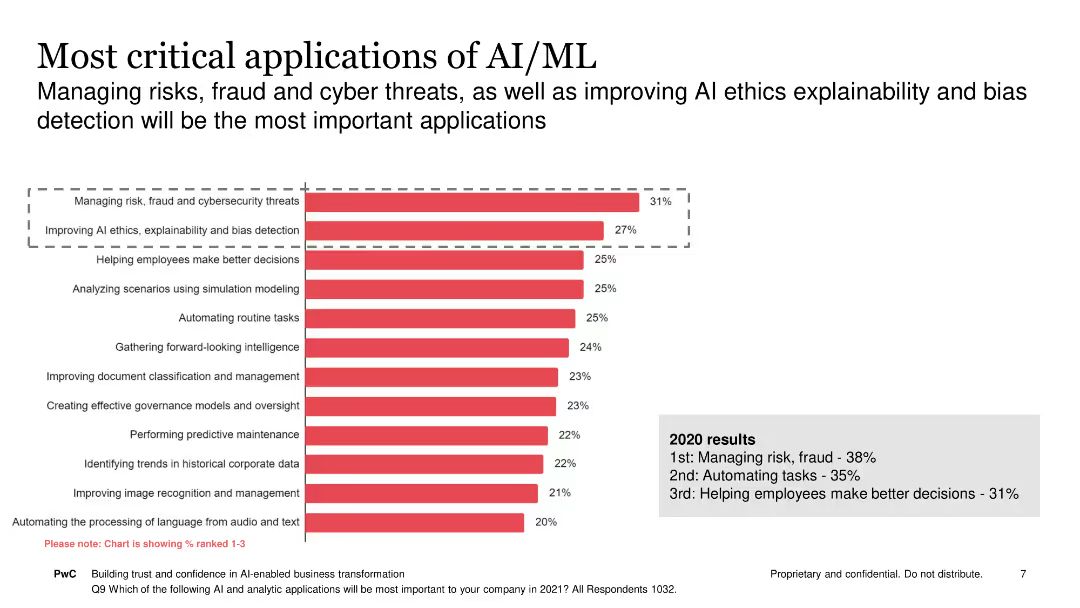 Most critical applications of AI/ML
Managing risks, fraud and cyber threats, as well as improving AI ethics explainability and bias
detection will be the most important applications
Managing risk, fraud and cybersecurity threats 31%
Improving AI ethics, explainability and bias detection 27%
Helping employees make better decisions 25%
Analyzing scenarios using simulation modeling 25%
Automating routine tasks 25%
Gathering forward-looking intelligence 24%
Improving document classification and management 23%
Creating effective governance models and oversight 23%
Performing predictive maintenance 22%
Identifying trends in historical corporate data 22%
Improving image recognition and management 21%
Automating the processing of language from audio and text 20%
Please note: Chart is showing % ranked 1-3
2020 results
1st: Managing risk, fraud - 38%
2nd: Automating tasks - 35%
3rd: Helping employees make better decisions - 31%
PwC Building trust and confidence in AI-enabled business transformation Proprietary and confidential. Do not distribute. 7
Q9 Which of the following AI and analytic applications will be most important to your company in 2021? All Respondents 1032.